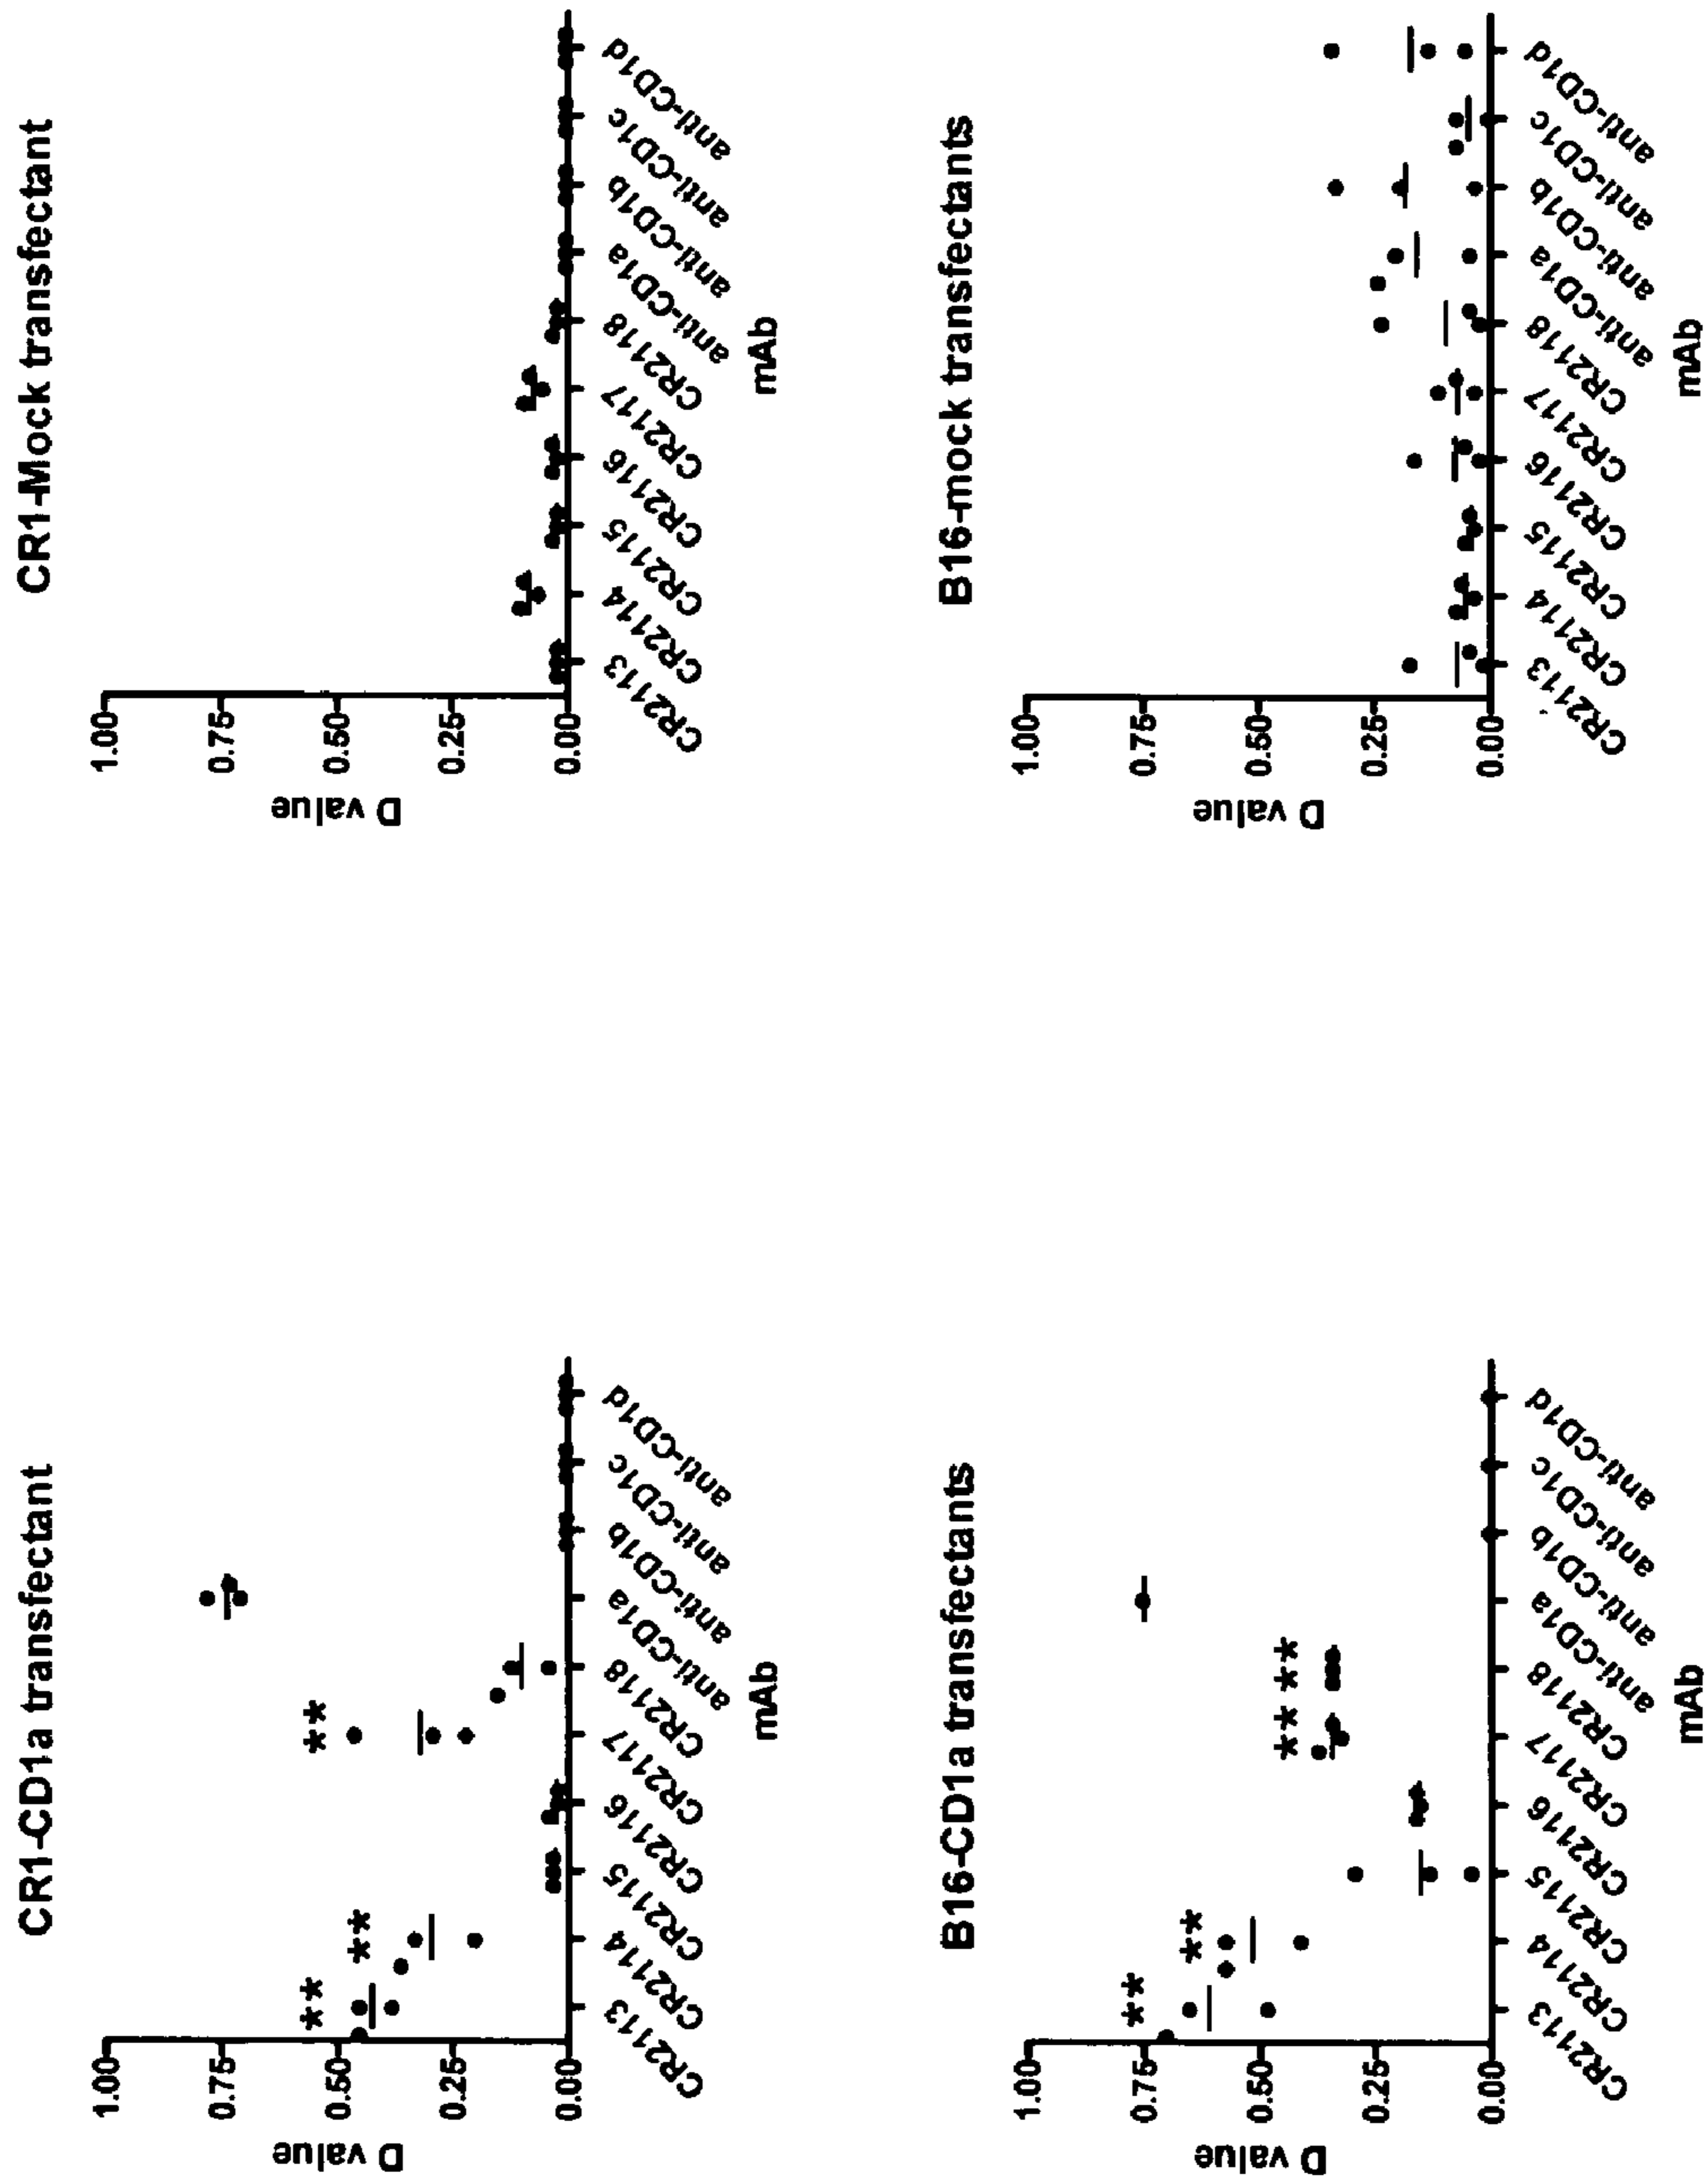 CR1-CD1a transfectant
1.00
0.75
0.50
0.25
0.00
D value
**
**
**
CR2113
CR2114
CR2115
CR2116
CR2117
CR2118
anti-CD1a
anti-CD1b
anti-CD1c
anti-CD1d
mAb
CR1-Mock transfectant
1.00
0.75
0.50
0.25
0.00
D value
CR2113
CR2114
CR2115
CR2116
CR2117
CR2118
anti-CD1a
anti-CD1b
anti-CD1c
anti-CD1d
mAb
B16-CD1a transfectants
1.00
0.75
0.50
0.25
0.00
D value
**
**
**
**
CR2113
CR2114
CR2115
CR2116
CR2117
CR2118
anti-CD1a
anti-CD1b
anti-CD1c
anti-CD1d
mAb
B16-mock transfectants
1.00
0.75
0.50
0.25
0.00
D value
CR2113
CR2114
CR2115
CR2116
CR2117
CR2118
anti-CD1a
anti-CD1b
anti-CD1c
anti-CD1d
mAb